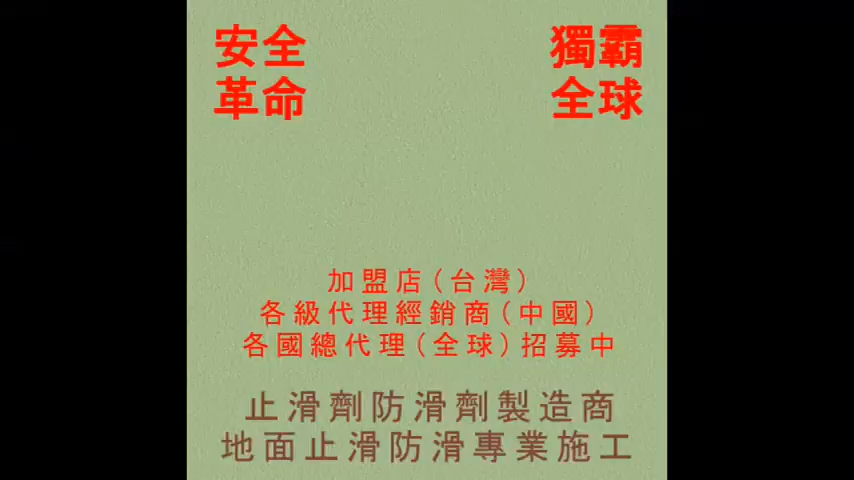 安全
革命
獨霸
全球
加盟店(台灣)
各級代理經銷商(中國)
各國總代理(全球)招募中
止滑劑防滑劑製造商
地面止滑防滑專業施工